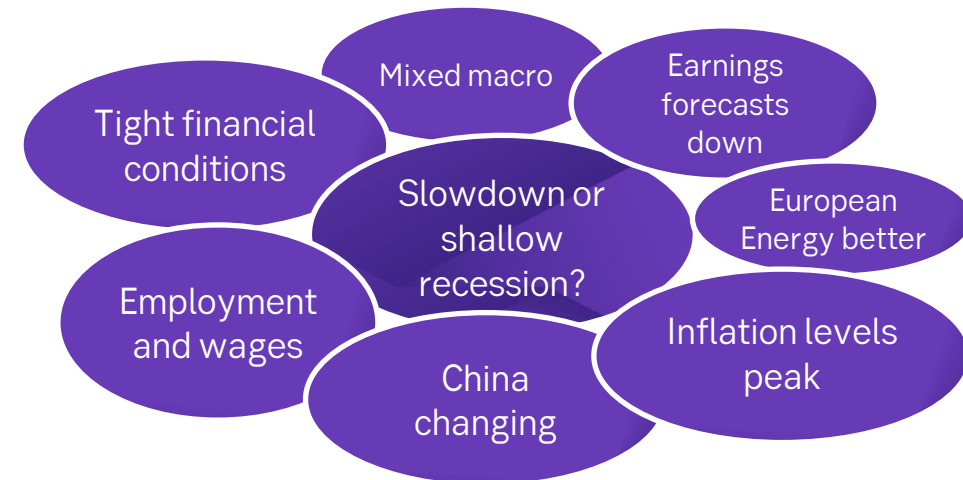 Mixed macro
Earnings
forecasts
down
Tight financial
conditions
Slowdown or
shallow
recession?
European
Energy better
Employment
and wages
Inflation levels
peak
China
changing